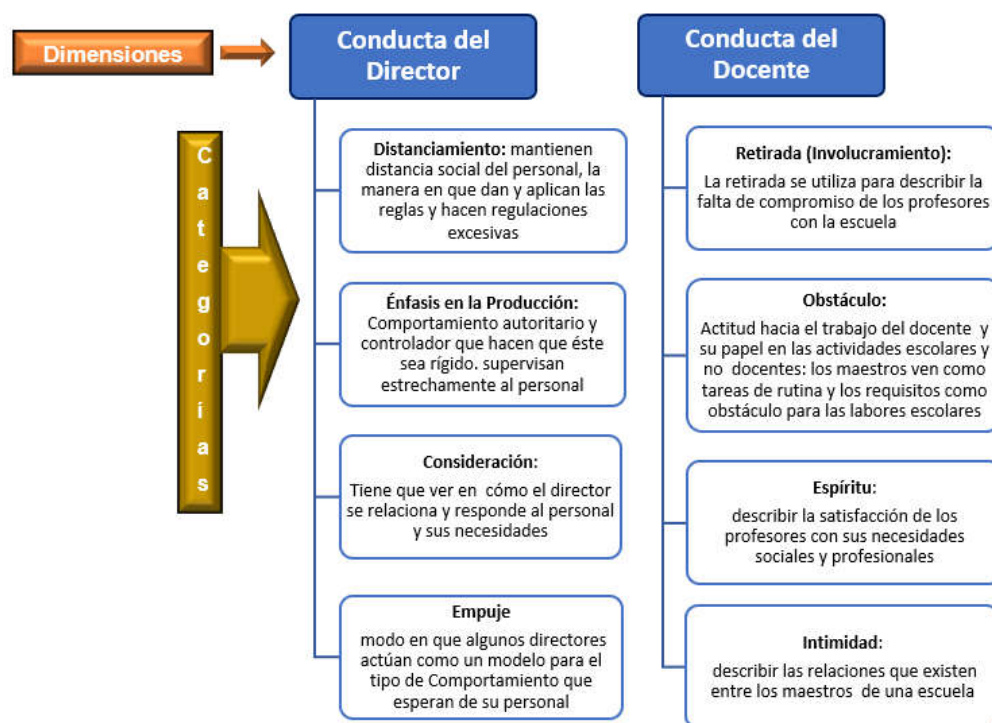 Dimensiones
Conducta del
Director
Conducta del
Docente
Categorías
Distanciamiento: mantienen
distancia social del personal, la
manera en que dan y aplican las
reglas y hacen regulaciones
excesivas
Énfasis en la Producción:
Comportamiento autoritario y
controlador que hacen que éste
sea rígido. supervisan
estrechamente al personal
Consideración:
Tiene que ver en cómo el director
se relaciona y responde al personal
y sus necesidades
Empuje
modo en que algunos directores
actúan como un modelo para el
tipo de Comportamiento que
esperan de su personal
Retirada (Involucramiento):
La retirada se utiliza para describir la
falta de compromiso de los profesores
con la escuela
Obstáculo:
Actitud hacia el trabajo del docente y
su papel en las actividades escolares y
no docentes: los maestros ven como
tareas de rutina y los requisitos como
obstáculo para las labores escolares
Espíritu:
describir la satisfacción de los
profesores con sus necesidades
sociales y profesionales
Intimidad:
describir las relaciones que existen
entre los maestros de una escuela